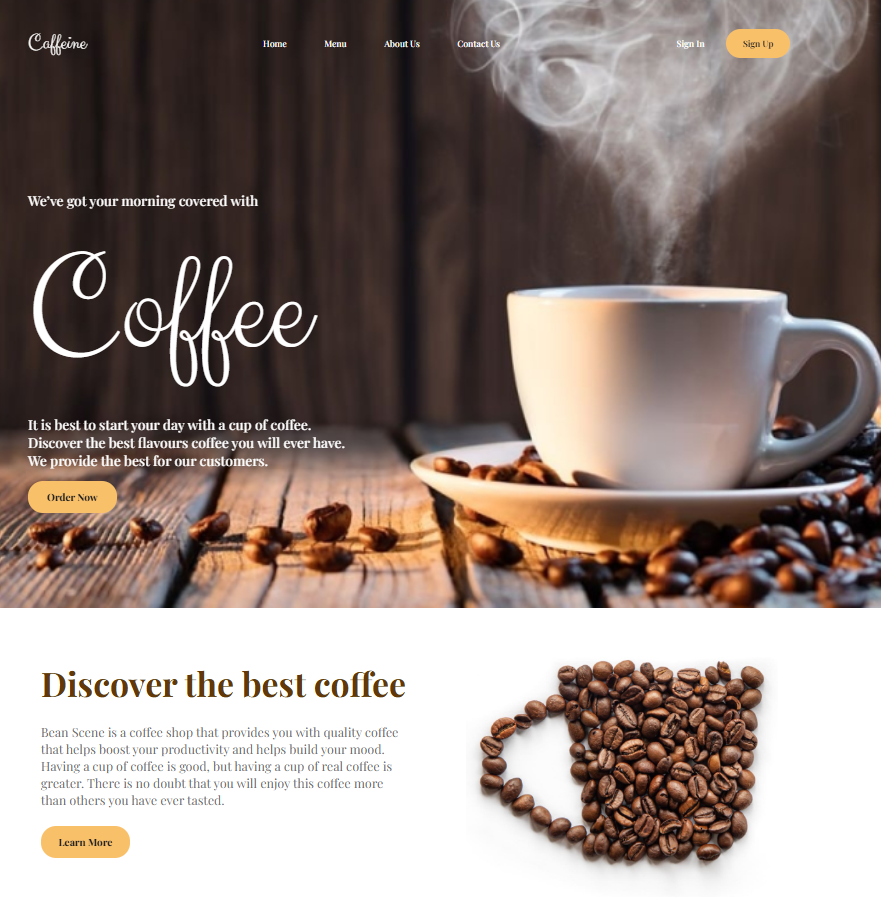 Caffeine
Home
Menu
About Us
Contact Us
Sign In
Sign Up
We've got your morning covered with
Coffee
It is best to start your day with a cup of coffee.
Discover the best flavours coffee you will ever have.
We provide the best for our customers.
Order Now
Discover the best coffee
Bean Scene is a coffee shop that provides you with quality coffee
that helps boost your productivity and helps build your mood.
Having a cup of coffee is good, but having a cup of real coffee is
greater. There is no doubt that you will enjoy this coffee more
than others you have ever tasted.
Learn More